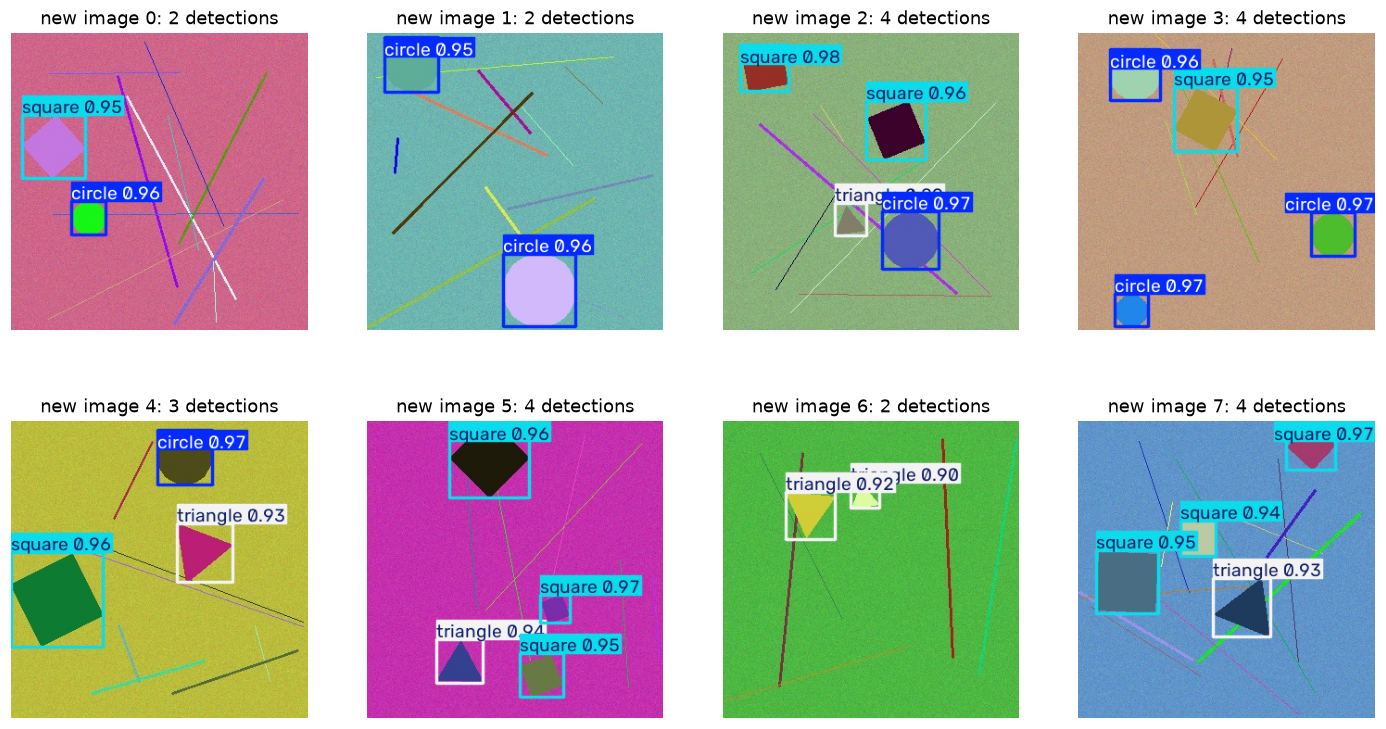 new image 0: 2 detections
square 0.95
circle 0.96
new image 1: 2 detections
circle 0.95
circle 0.96
new image 2: 4 detections
square 0.98
square 0.96
triangle
circle 0.97
new image 3: 4 detections
circle 0.96
square 0.95
circle 0.97
circle 0.97
new image 4: 3 detections
circle 0.97
triangle 0.93
square 0.96
new image 5: 4 detections
square 0.96
square 0.97
triangle 0.94
square 0.95
new image 6: 2 detections
triangle 0.92
triangle 0.90
new image 7: 4 detections
square 0.97
square 0.94
square 0.95
triangle 0.93